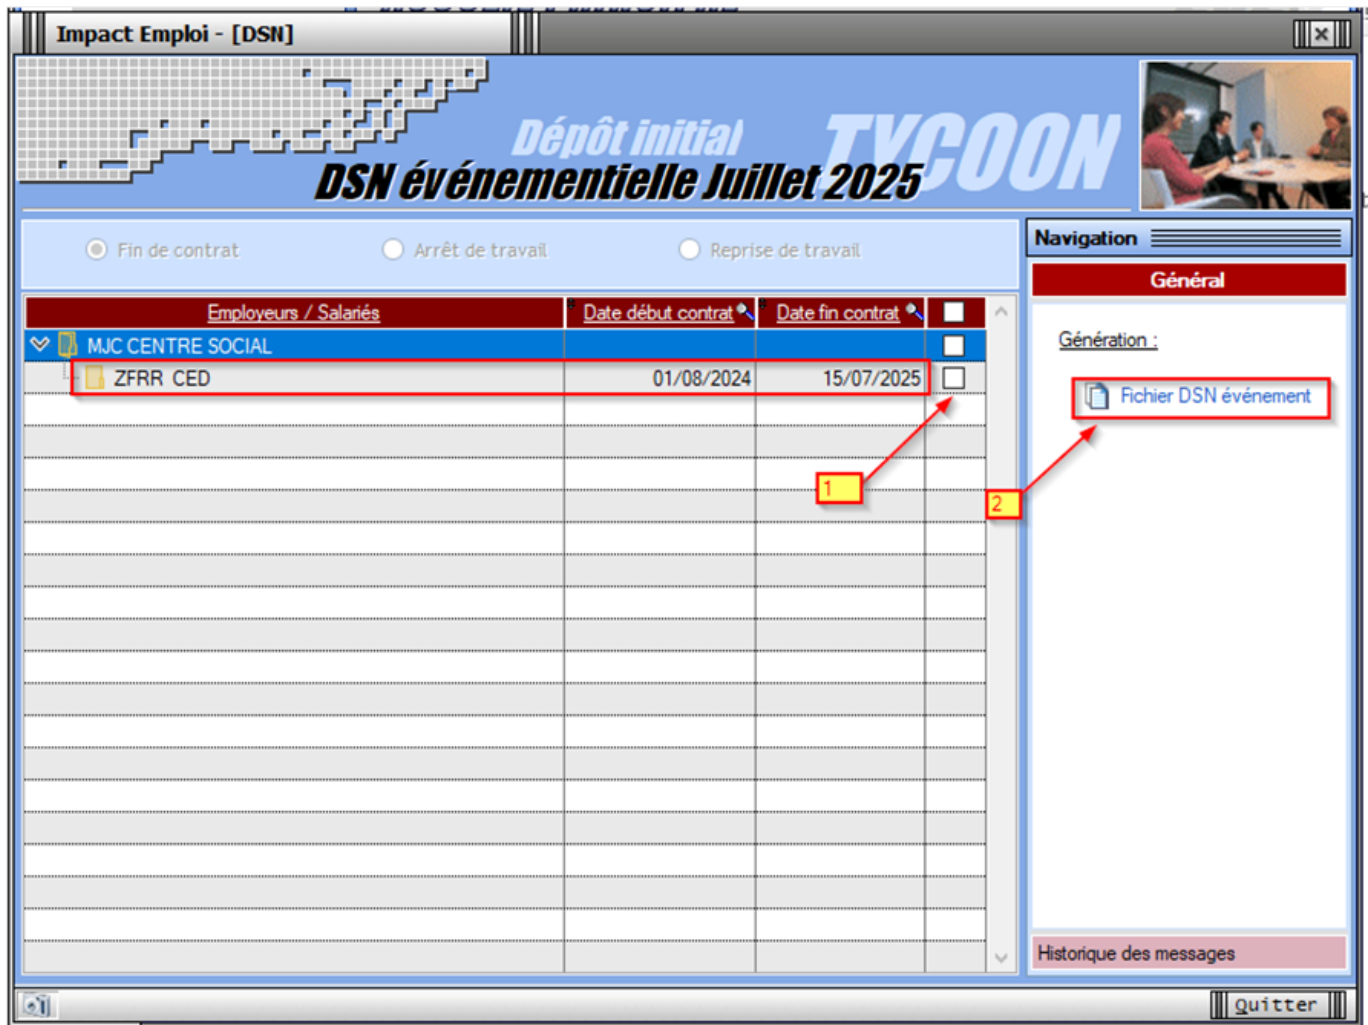 Impact Emploi - [DSN]
Dépôt initial
TYCOON
DSN événementielle Juillet 2025
Fin de contrat
Arrêt de travail
Reprise de travail
Navigation
Général
Employeurs / Salariés
Date début contrat
Date fin contrat
MJC CENTRE SOCIAL
Génération :
ZFRR CED
01/08/2024
15/07/2025
Fichier DSN événement
1
2
Historique des messages
Quitter